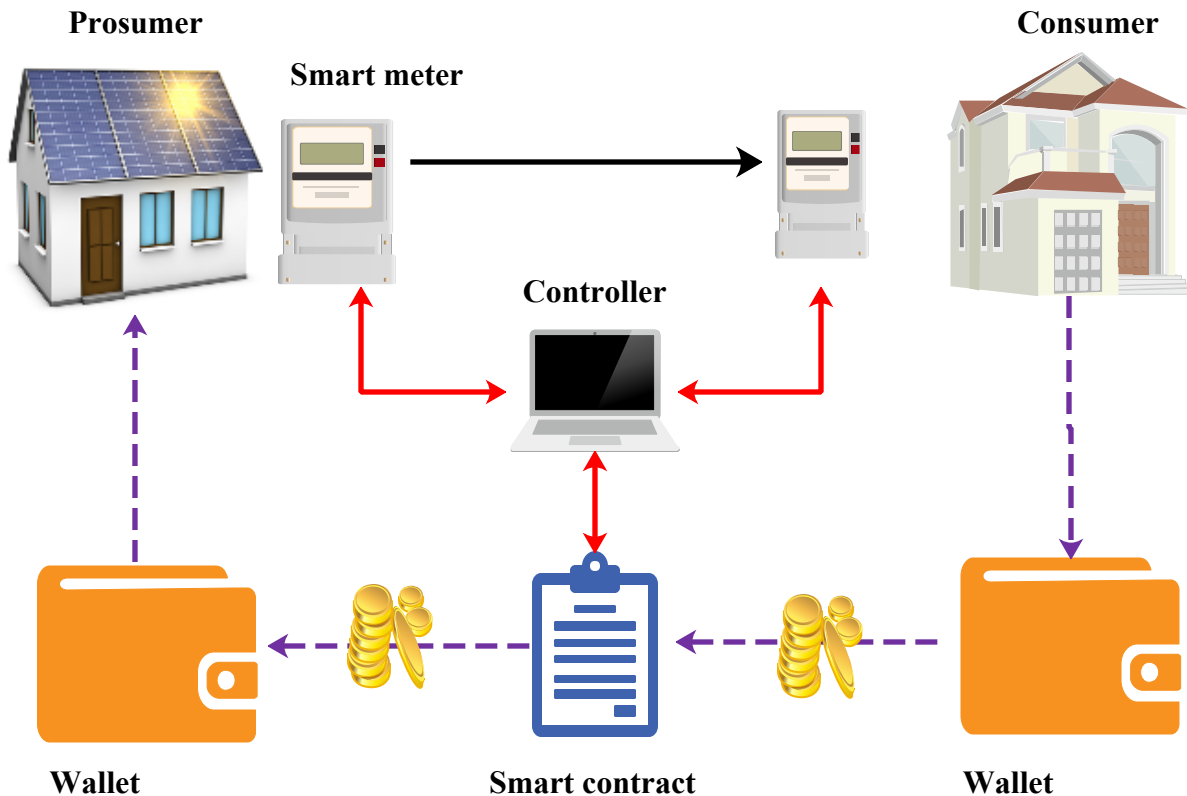 Prosumer
Consumer
Smart meter
Controller
Wallet
Smart contract
Wallet